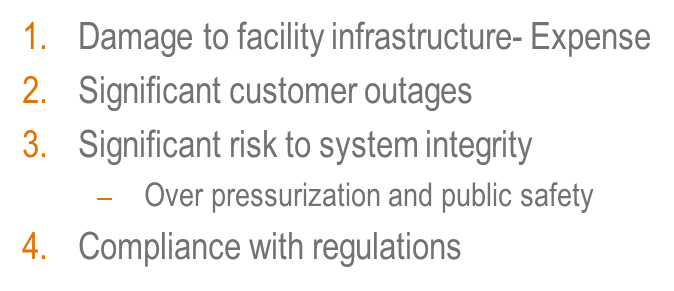 1. Damage to facility infrastructure- Expense
2. Significant customer outages
3. Significant risk to system integrity
– Over pressurization and public safety
4. Compliance with regulations